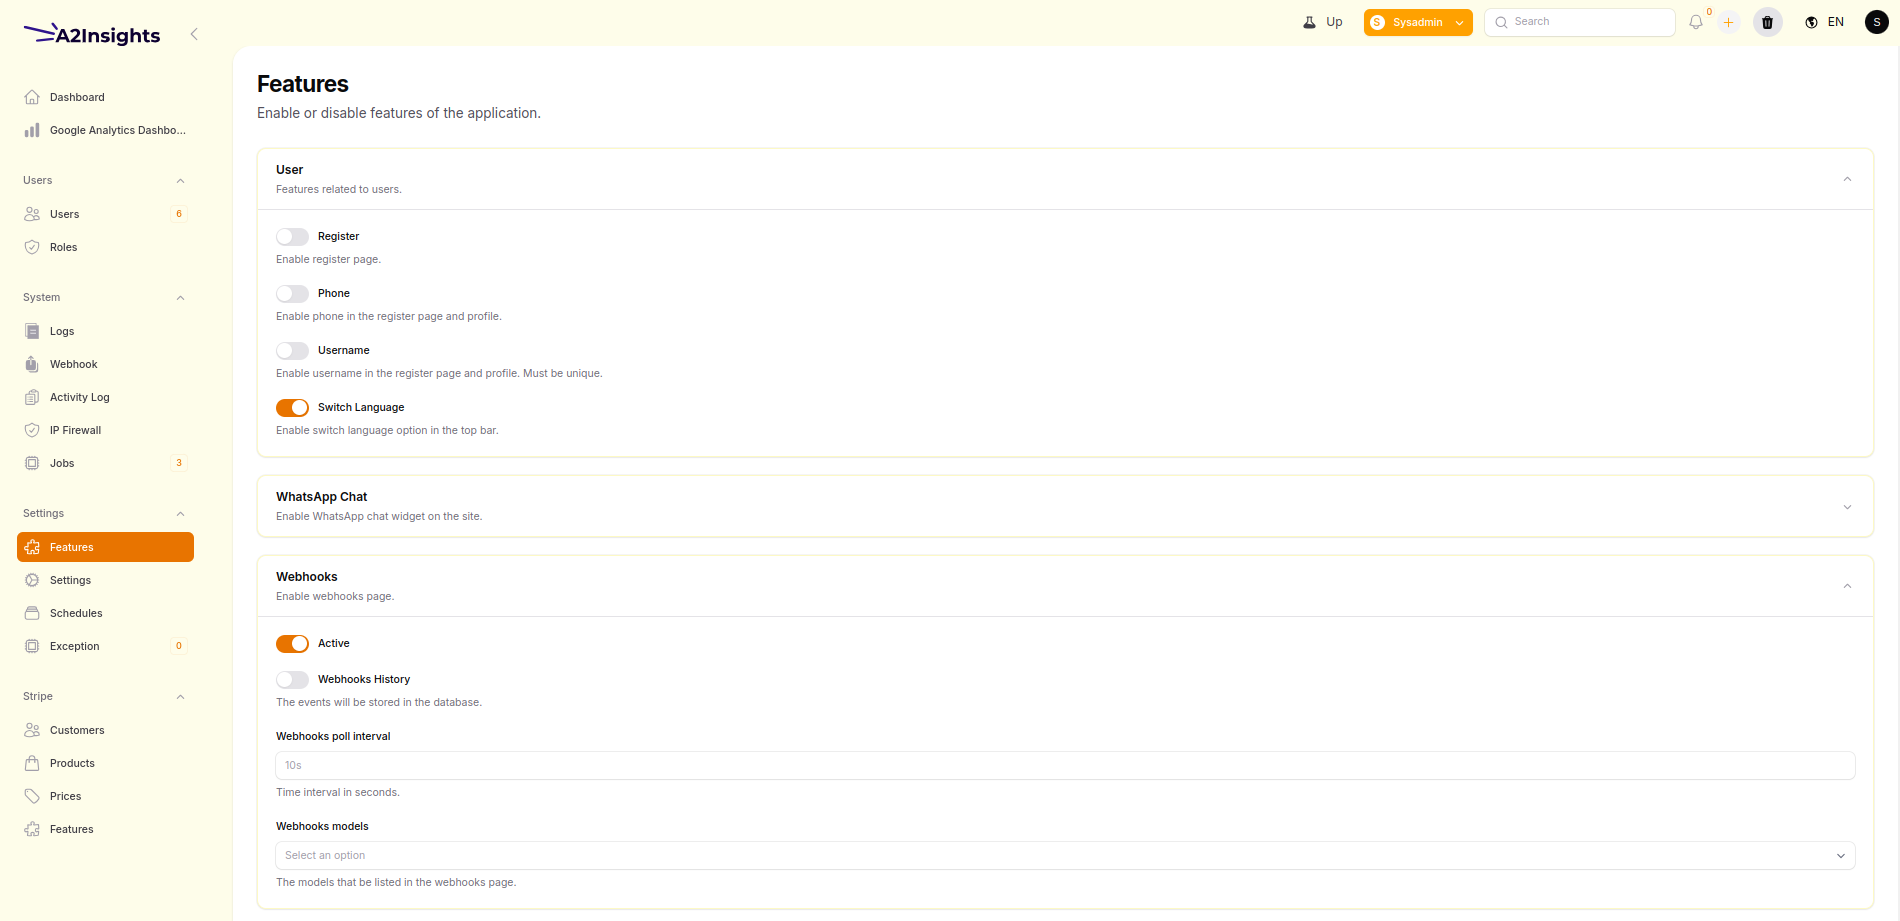 A2Insights
Up
S Sysadmin
Search
0
EN
S
Dashboard
Google Analytics Dashbo...
Users
Users 6
Roles
System
Logs
Webhook
Activity Log
IP Firewall
Jobs 3
Settings
Features
Settings
Schedules
Exception 0
Stripe
Customers
Products
Prices
Features
Features
Enable or disable features of the application.
User
Features related to users.
Register
Enable register page.
Phone
Enable phone in the register page and profile.
Username
Enable username in the register page and profile. Must be unique.
Switch Language
Enable switch language option in the top bar.
WhatsApp Chat
Enable WhatsApp chat widget on the site.
Webhooks
Enable webhooks page.
Active
Webhooks History
The events will be stored in the database.
Webhooks poll interval
10s
Time interval in seconds.
Webhooks models
Select an option
The models that be listed in the webhooks page.